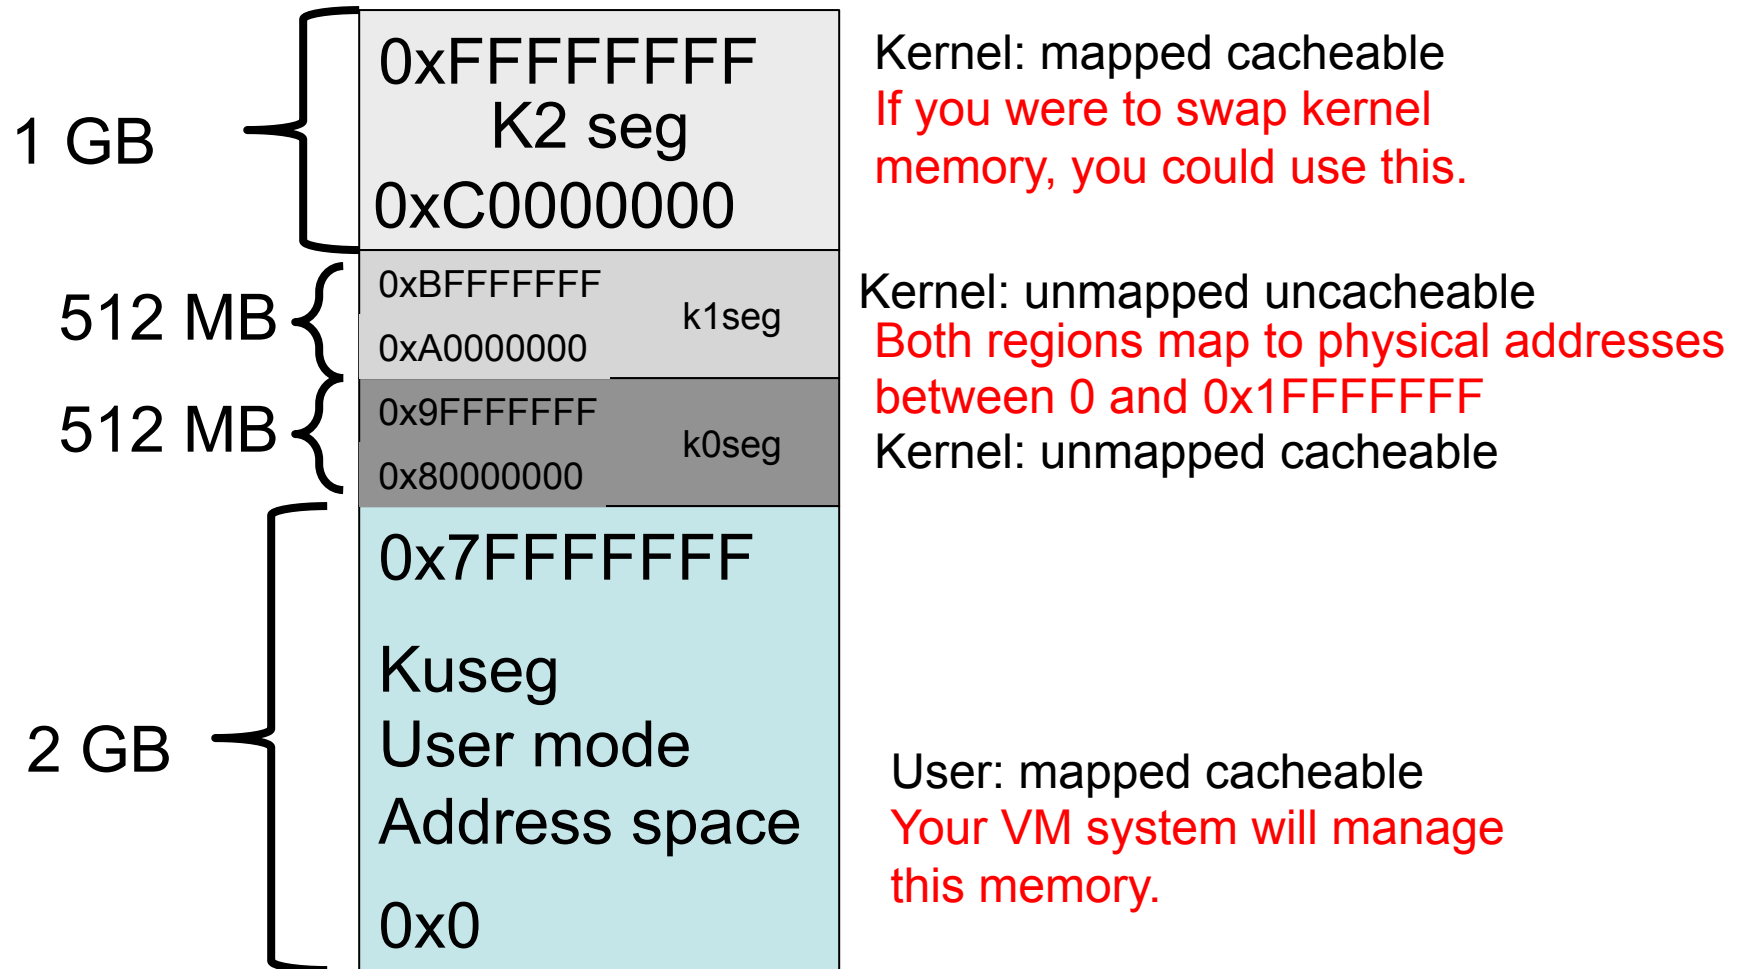 1 GB
0xFFFFFFFF
K2 seg
0xC0000000
Kernel: mapped cacheable
If you were to swap kernel
memory, you could use this.
512 MB
0xBFFFFFFF
0xA0000000
k1seg
Kernel: unmapped uncacheable
Both regions map to physical addresses
between 0 and 0x1FFFFFFF
512 MB
0x9FFFFFFF
0x80000000
k0seg
Kernel: unmapped cacheable
2 GB
0x7FFFFFFF
Kuseg
User mode
Address space
0x0
User: mapped cacheable
Your VM system will manage
this memory.